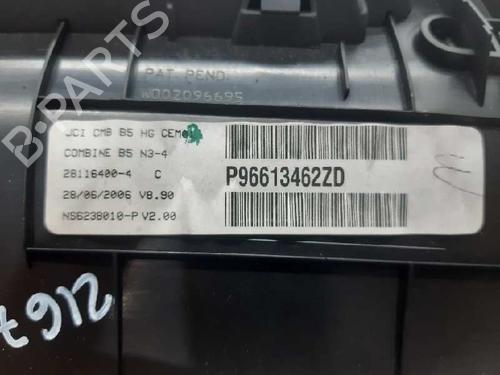 B-PARTS
PAT. PEND.
W002096695
JCI CMB B5 HG CEM
COMBINE B5 N3-4
28116400-4 C
28/06/2006 V8.90
NS6238010-P V2.00
P96613462ZD